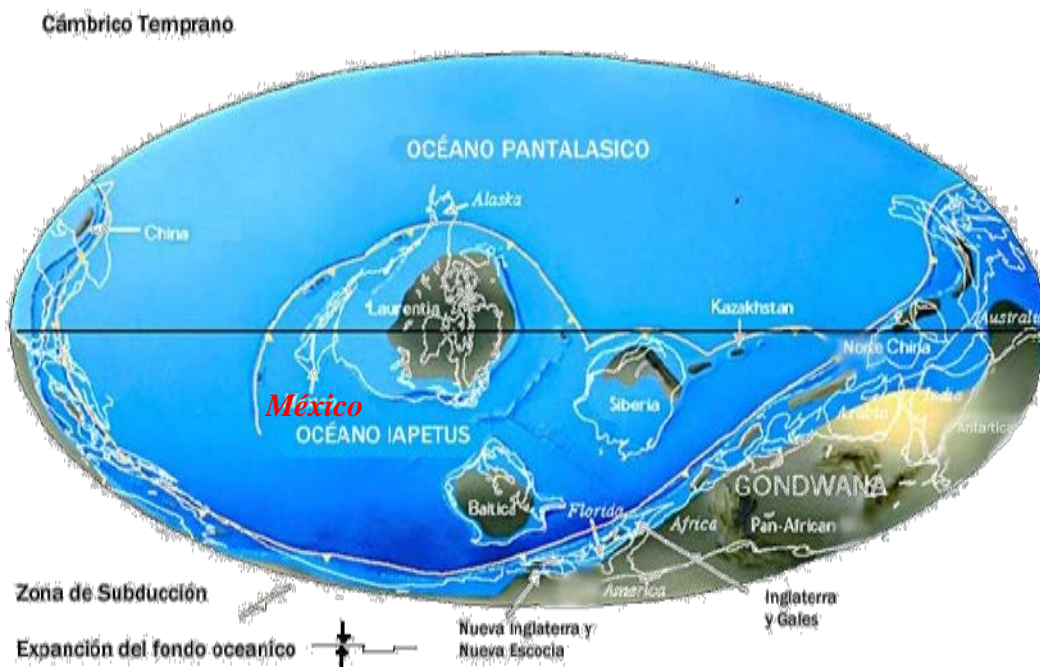 Cámbrico Temprano
OCÉANO PANTALASICO
Alaska
China
Laurentia
Kazakhstan
Australia
Norte China
México
Siberia
India
Arabia
Antartica
OCÉANO IAPETUS
GONDWANA
Baltica
Florida
Africa
Pan-African
America
Zona de Subducción
Inglaterra
y Gales
Nueva Inglaterra y
Nueva Escocia
Expansión del fondo oceanico